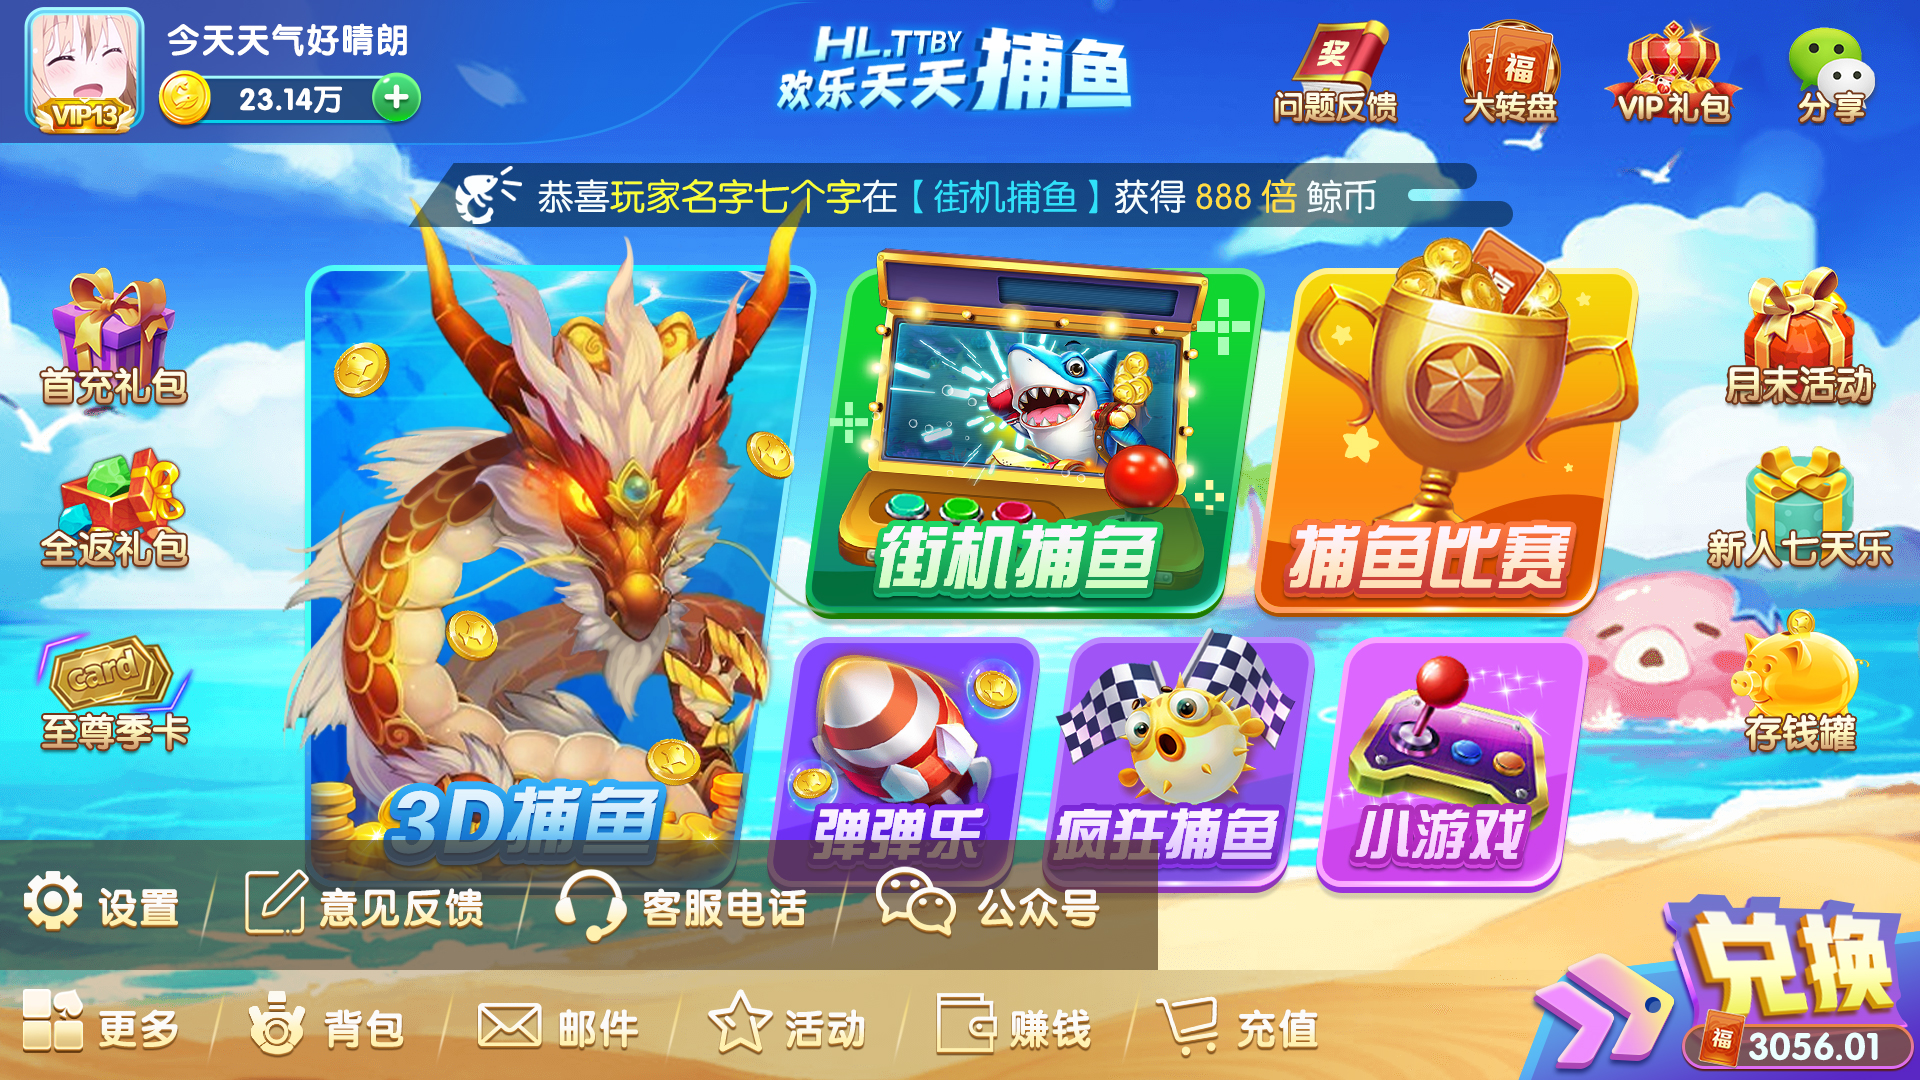 今天天气好晴朗
VIP13
23.14万
HL.TTBY
欢乐天天捕鱼
奖
问题反馈
福
大转盘
VIP礼包
分享
恭喜玩家名字七个字在【街机捕鱼】获得 888 倍 鲸币
首充礼包
全返礼包
card
至尊季卡
3D捕鱼
街机捕鱼
福
捕鱼比赛
弹弹乐
疯狂捕鱼
小游戏
月末活动
新人七天乐
存钱罐
设置
意见反馈
客服电话
公众号
更多
背包
邮件
活动
赚钱
充值
兑换
福
3056.01